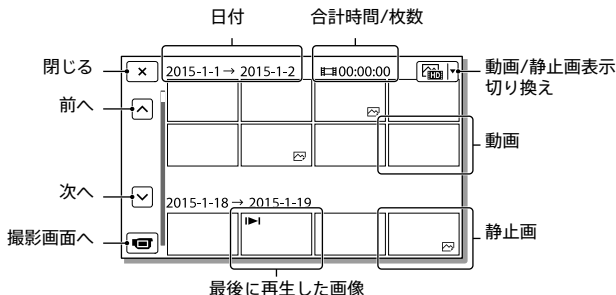 日付
合計時間/枚数
閉じる
2015-1-1→ 2015-1-2
00:00:00
HD
動画/静止画表示
切り換え
前へ
動画
次へ
2015-1-18→ 2015-1-19
撮影画面へ
静止画
最後に再生した画像